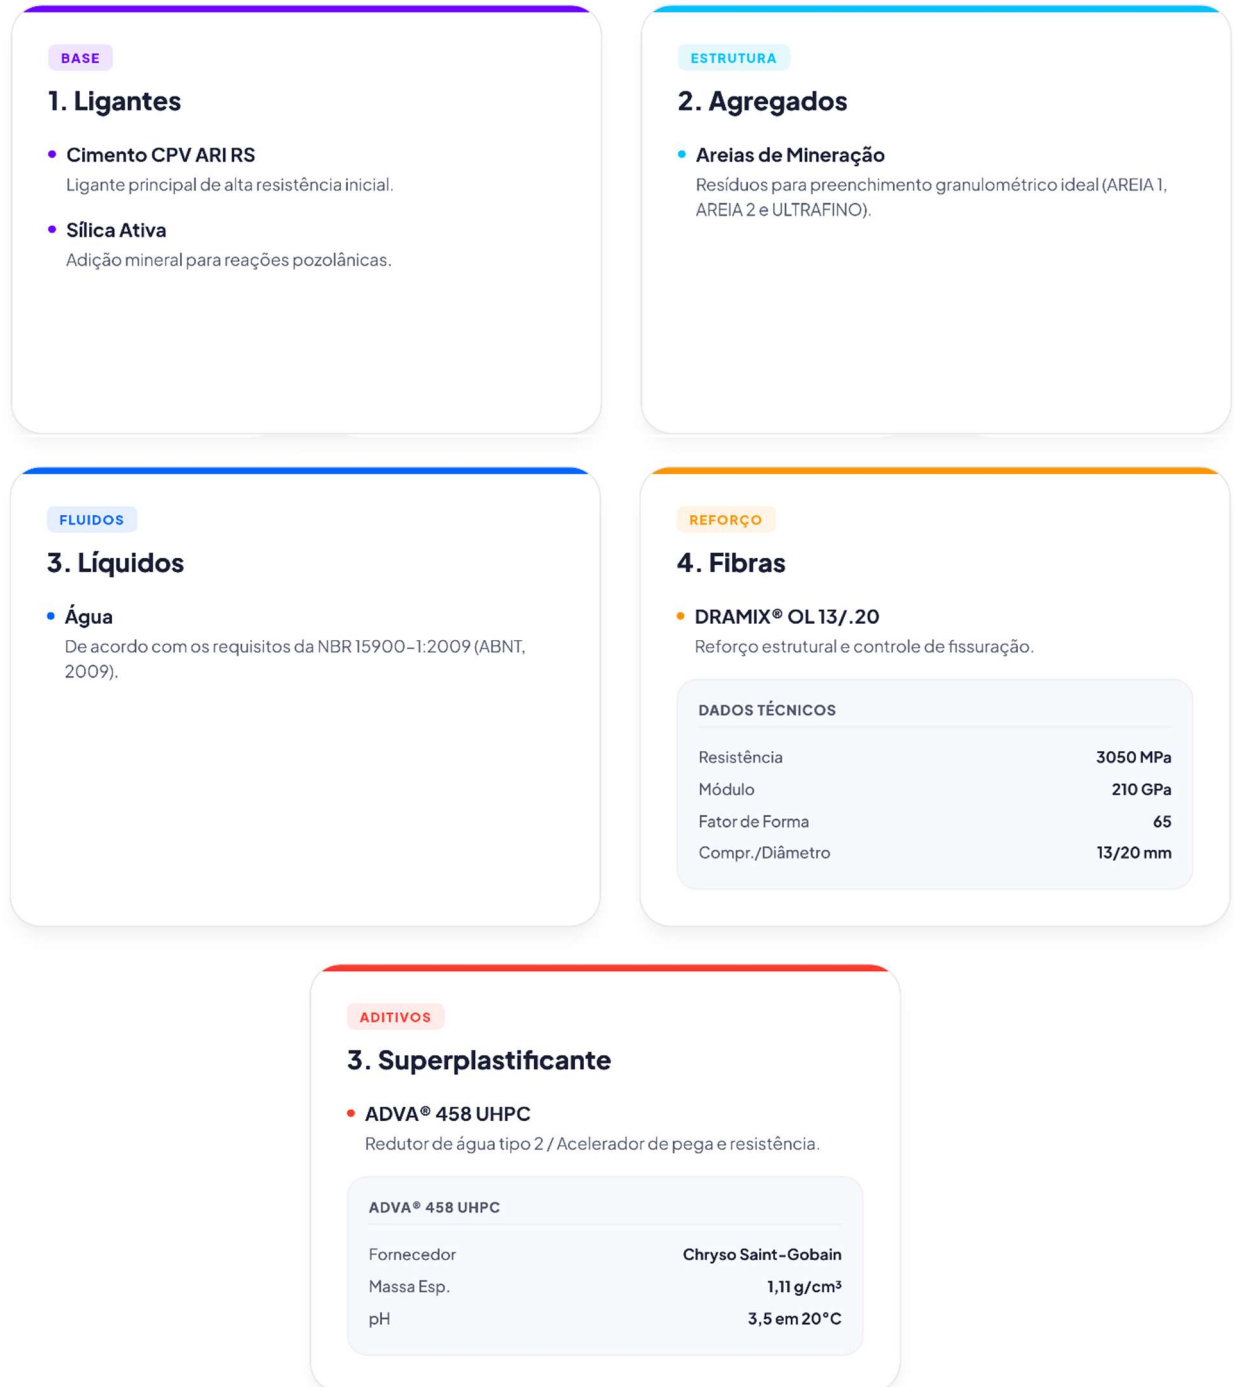 BASE
1. Ligantes
Cimento CPV ARI RS
Ligante principal de alta resistência inicial.
Sílica Ativa
Adição mineral para reações pozolânicas.
ESTRUTURA
2. Agregados
Areias de Mineração
Resíduos para preenchimento granulométrico ideal (AREIA 1,
AREIA 2 e ULTRAFINO).
FLUIDOS
3. Líquidos
Água
De acordo com os requisitos da NBR 15900-1:2009 (ABNT,
2009).
REFORÇO
4. Fibras
DRAMIX® OL 13/.20
Reforço estrutural e controle de fissuração.
DADOS TÉCNICOS
Resistência 3050 MPa
Módulo 210 GPa
Fator de Forma 65
Compr./Diâmetro 13/20 mm
ADITIVOS
3. Superplastificante
ADVA® 458 UHPC
Redutor de água tipo 2 / Acelerador de pega e resistência.
ADVA® 458 UHPC
Fornecedor Chryso Saint-Gobain
Massa Esp. 1,11 g/cm³
pH 3,5 em 20°C